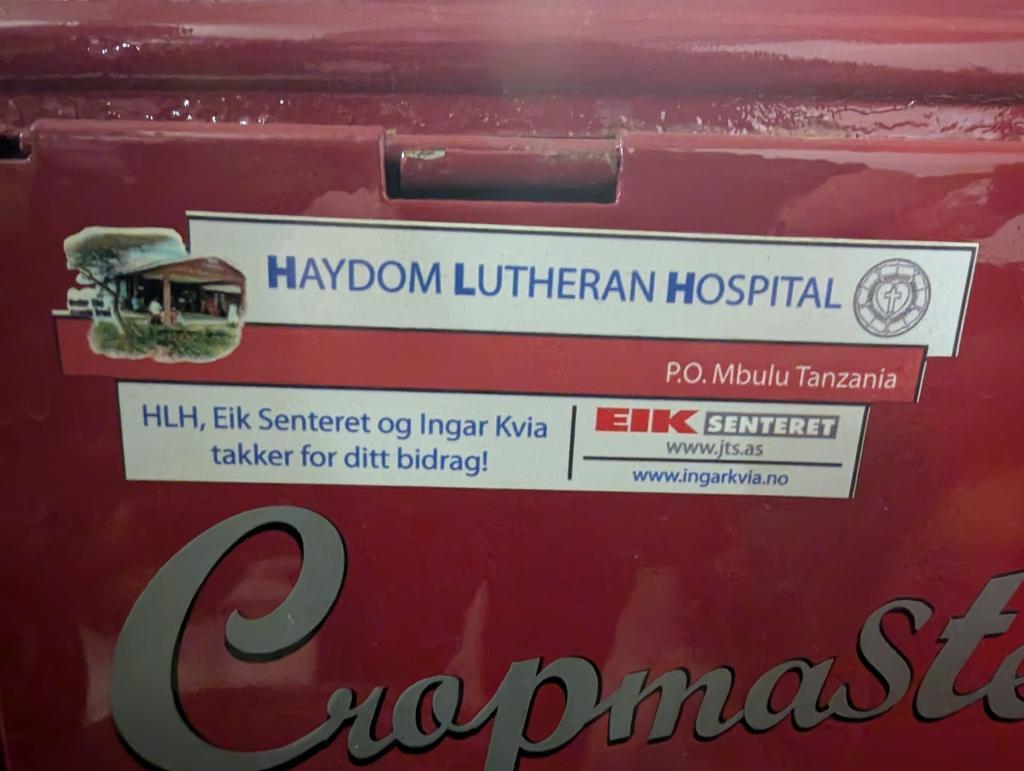 HAYDOM LUTHERAN HOSPITAL
P.O. Mbulu Tanzania
HLH, Eik Senteret og Ingar Kvia
takker for ditt bidrag!
EIK SENTERET
www.jts.as
www.ingarkvia.no
Cropmaste